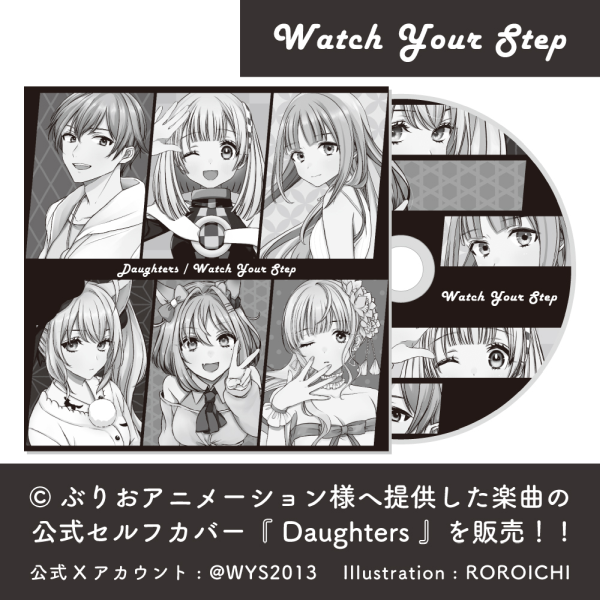 Watch Your Step
Daughters / Watch Your Step
Watch Your Step
© ぶりおアニメーション様へ提供した楽曲の
公式セルフカバー『 Daughters 』を販売！！
公式Xアカウント：@WYS2013 Illustration：ROROICHI